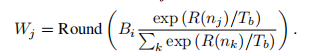 W_j = Round ( B_i exp (R(n_j)/T_b) / ∑_k exp (R(n_k)/T_b) ) .